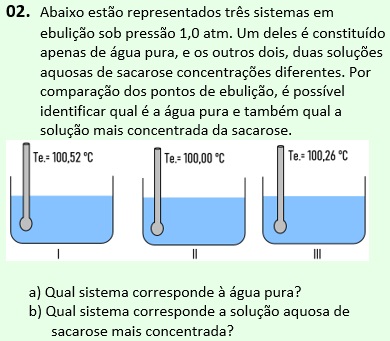 02. Abaixo estão representados três sistemas em
ebulição sob pressão 1,0 atm. Um deles é constituído
apenas de água pura, e os outros dois, duas soluções
aquosas de sacarose concentrações diferentes. Por
comparação dos pontos de ebulição, é possível
identificar qual é a água pura e também qual a
solução mais concentrada da sacarose.
Te.= 100,52 °C
Te.= 100,00 °C
Te.= 100,26 °C
I
II
III
a) Qual sistema corresponde à água pura?
b) Qual sistema corresponde a solução aquosa de
sacarose mais concentrada?